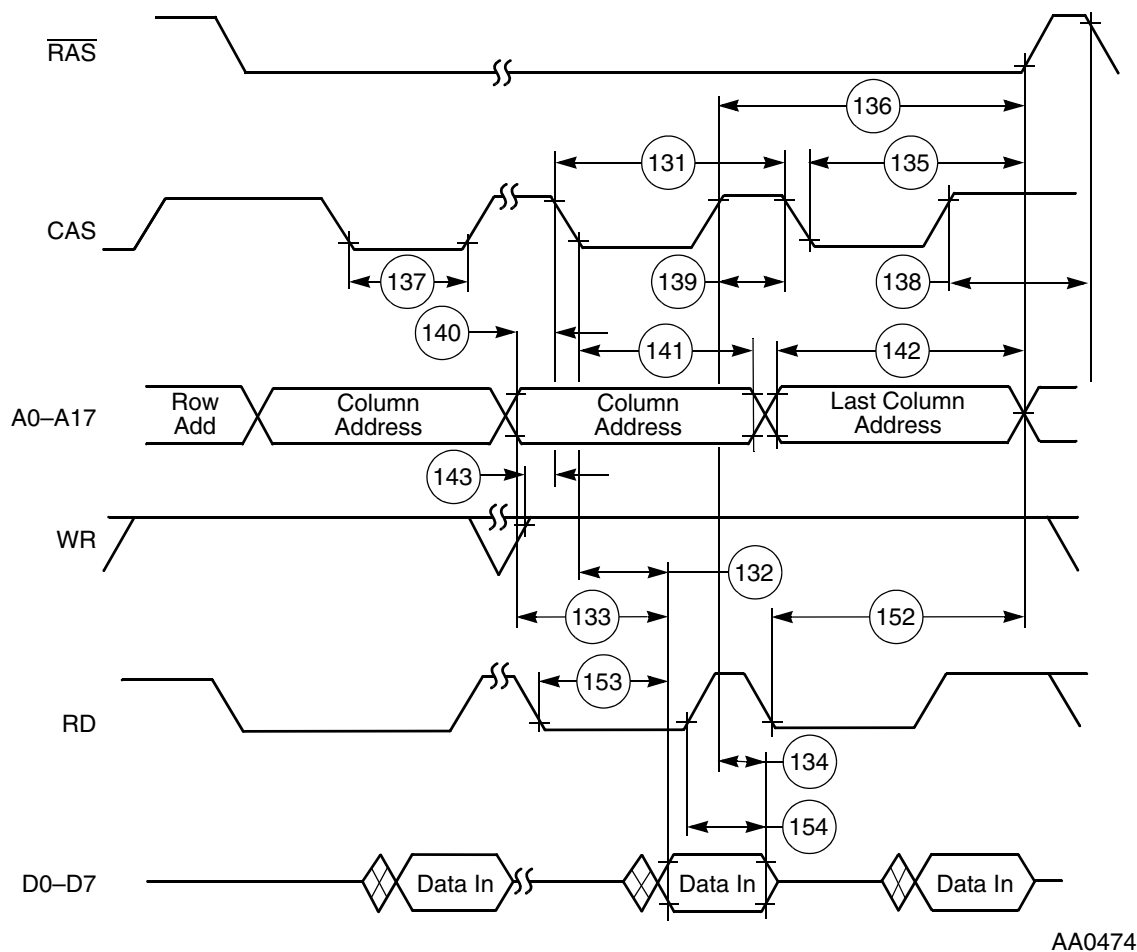 RAS
136
131
135
CAS
137
139
138
140
141
142
A0–A17
Row
Add
Column
Address
Column
Address
Last Column
Address
143
WR
132
133
152
153
RD
134
154
D0–D7
Data In
Data In
Data In
AA0474